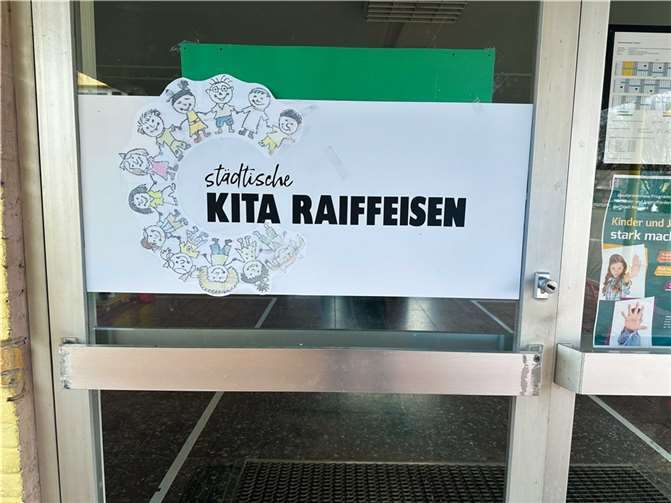 städtische
KITA RAIFFEISEN
Kinder und J
stark mach